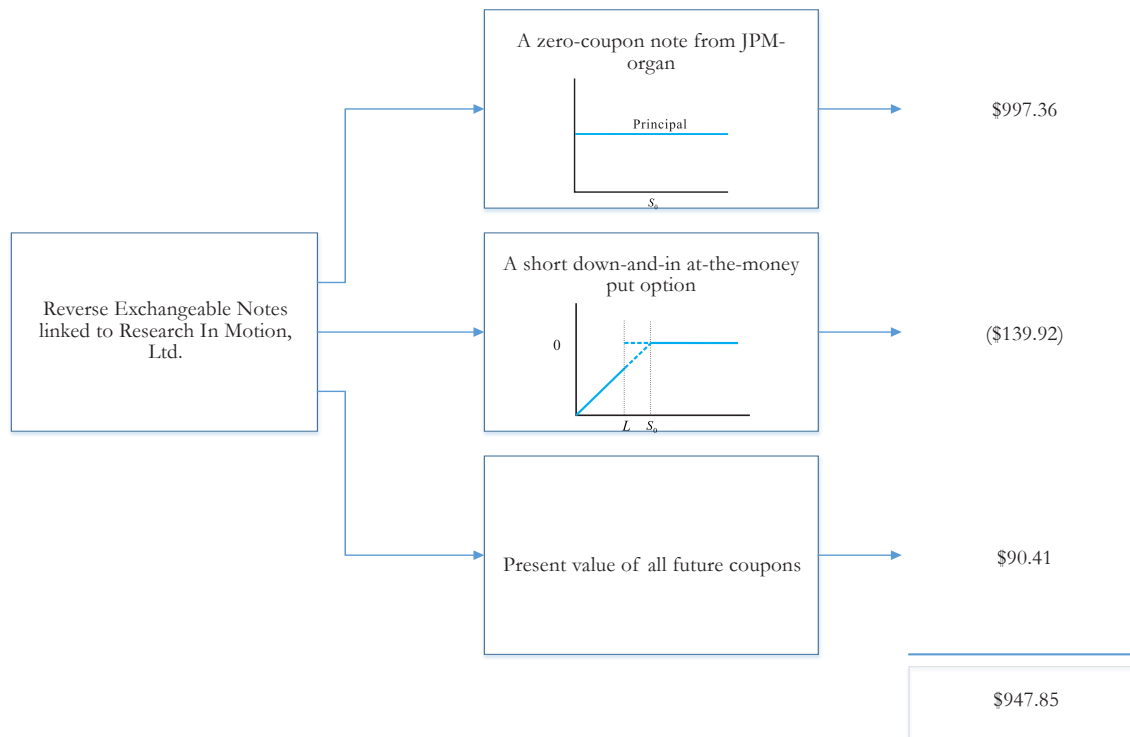 A zero-coupon note from JPM-
organ
Principal
S₀
$997.36
Reverse Exchangeable Notes
linked to Research In Motion,
Ltd.
A short down-and-in at-the-money
put option
0
L S₀
($139.92)
Present value of all future coupons
$90.41
$947.85